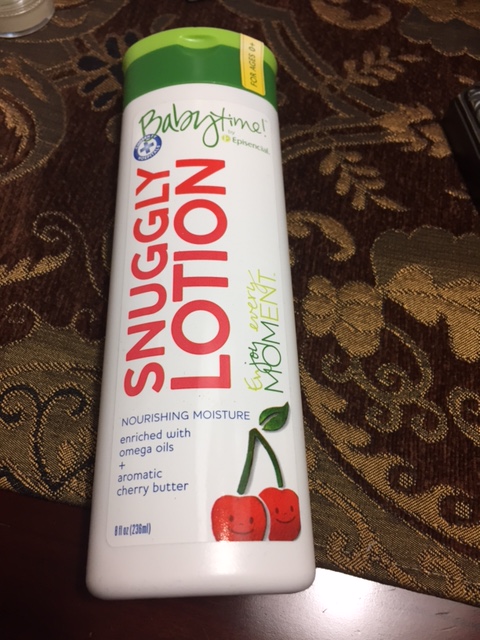 FOR AGES 0+
Babytime!
by Episencial
SNUGGLY
LOTION
Enjoy every
MOMENT.
NOURISHING MOISTURE
enriched with
omega oils
+
aromatic
cherry butter
8 fl oz (236ml)